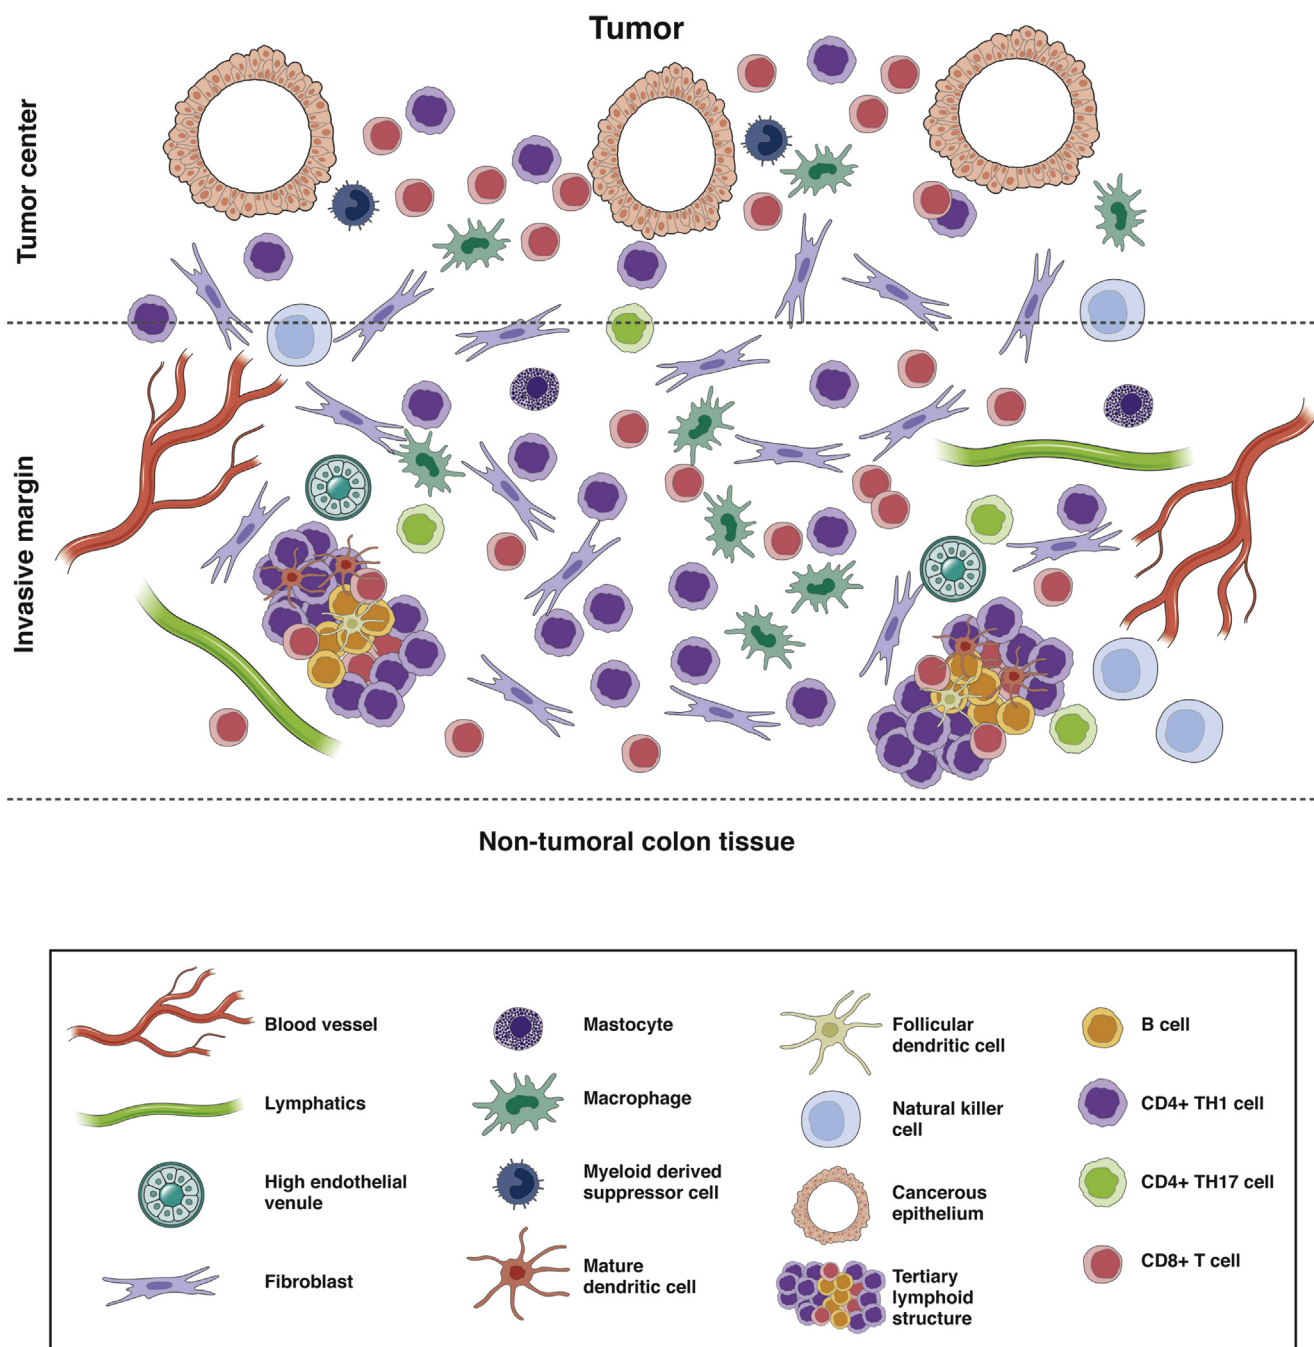 Tumor
Tumor center
Invasive margin
Non-tumoral colon tissue
Blood vessel
Lymphatics
High endothelial
venule
Fibroblast
Mastocyte
Macrophage
Myeloid derived
suppressor cell
Mature
dendritic cell
Follicular
dendritic cell
Natural killer
cell
Cancerous
epithelium
Tertiary
lymphoid
structure
B cell
CD4+ TH1 cell
CD4+ TH17 cell
CD8+ T cell